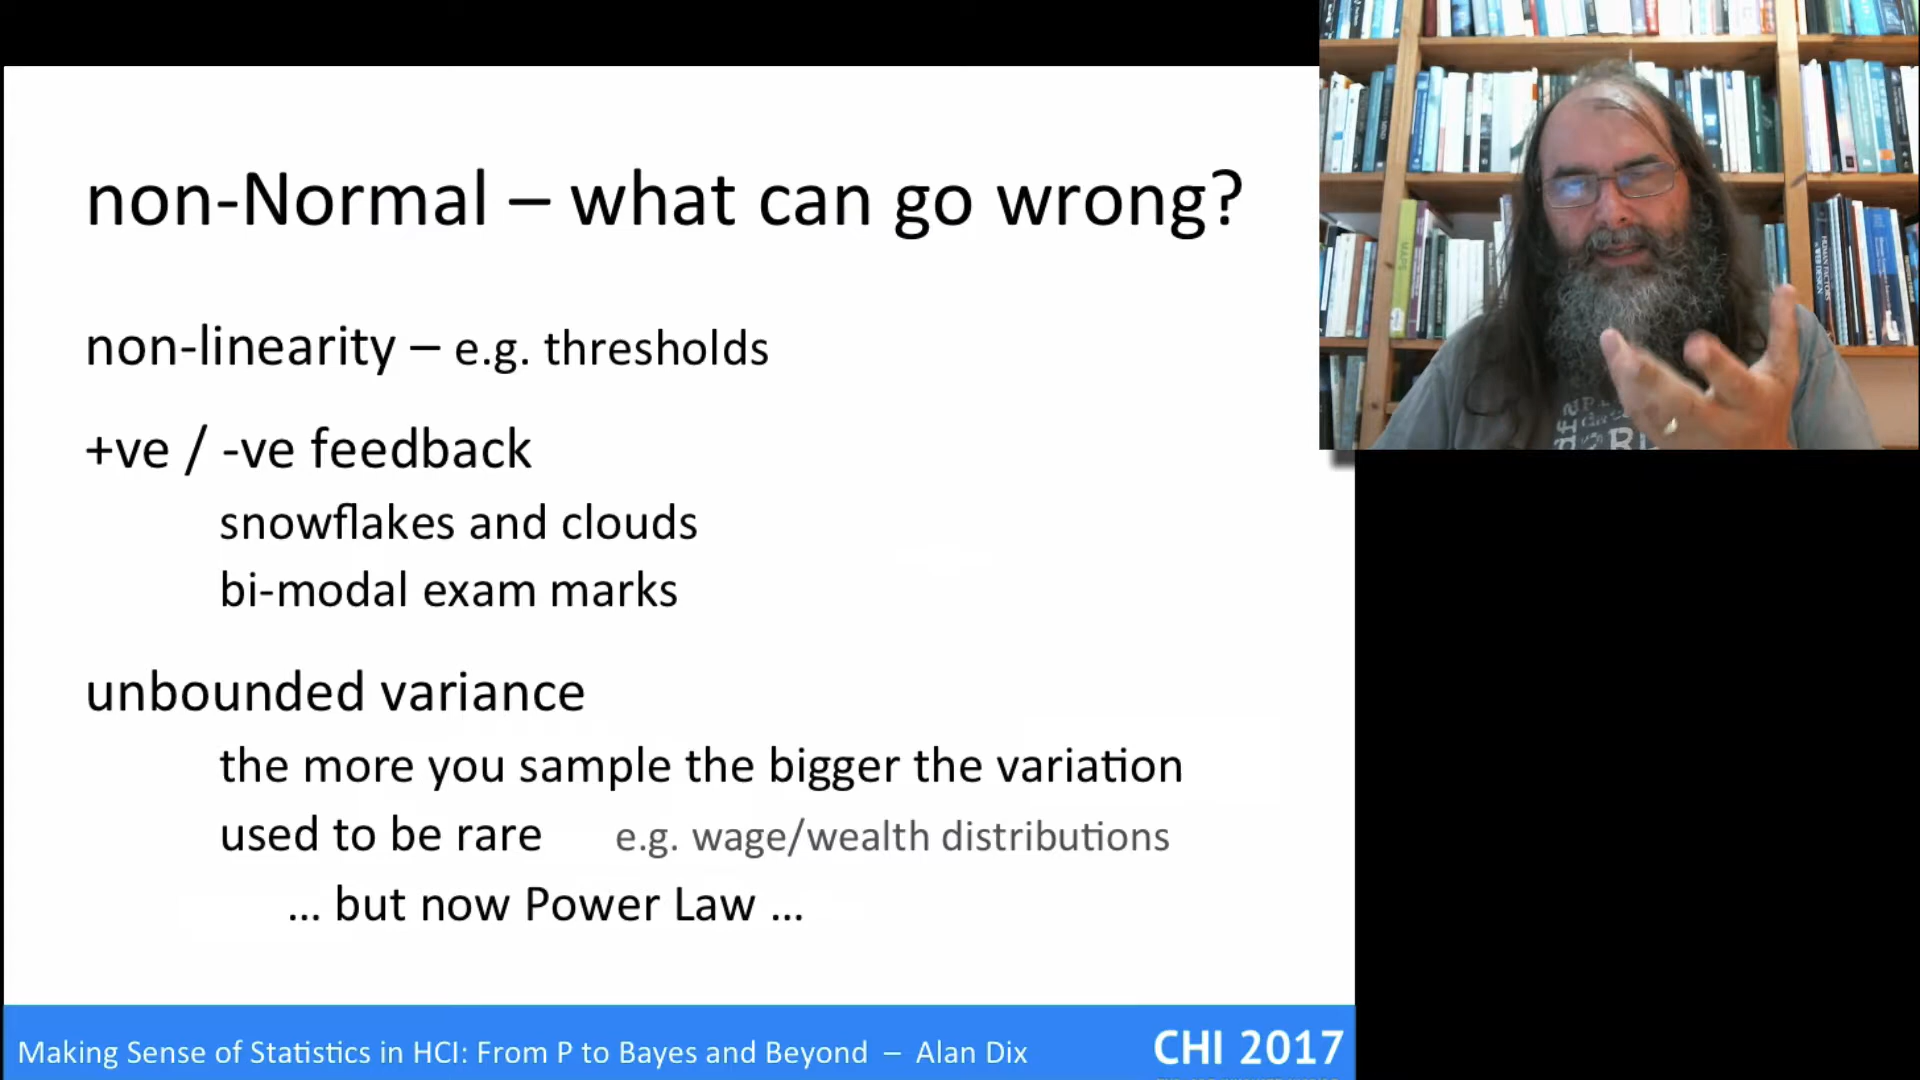 non-Normal – what can go wrong?
non-linearity – e.g. thresholds
+ve / -ve feedback
snowflakes and clouds
bi-modal exam marks
unbounded variance
the more you sample the bigger the variation
used to be rare e.g. wage/wealth distributions
... but now Power Law ...
Making Sense of Statistics in HCI: From P to Bayes and Beyond – Alan Dix
CHI 2017